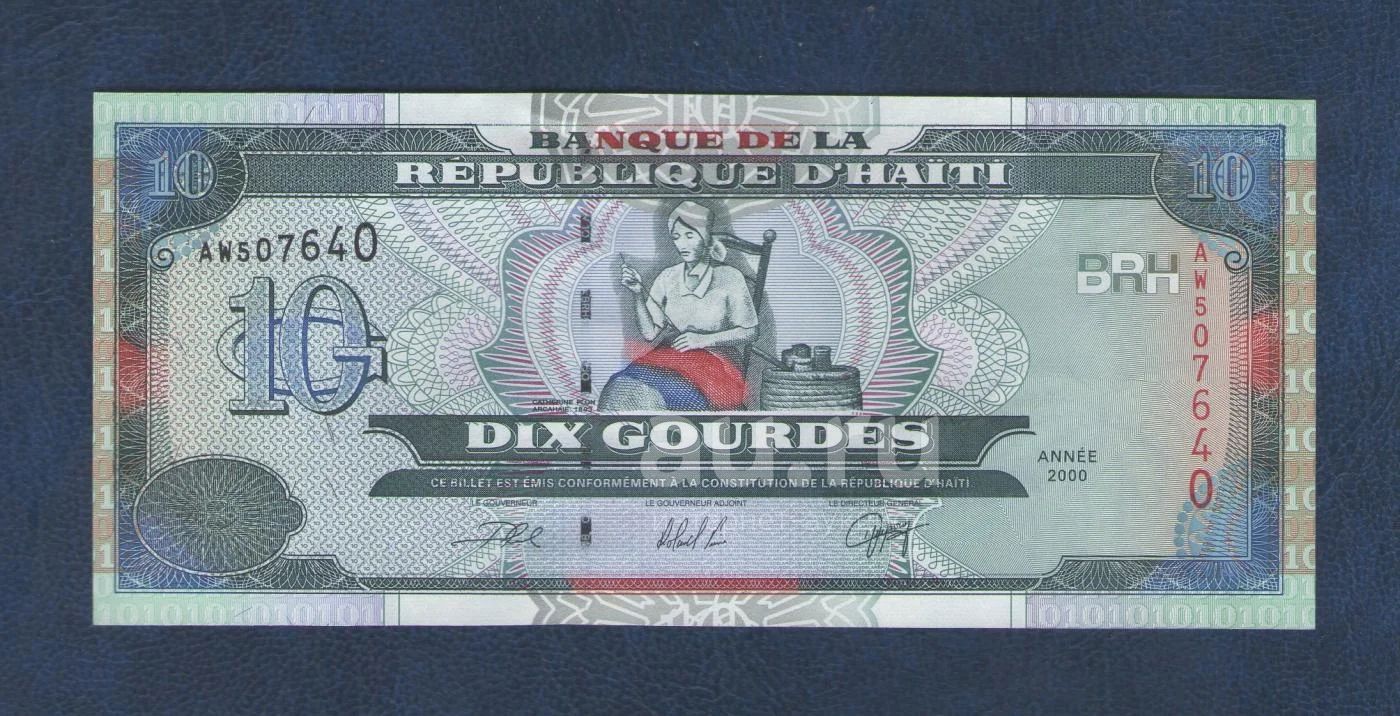 BANQUE DE LA
RÉPUBLIQUE D'HAÏTI
10
10
AW507640
10 G
BRH
AW507640
CATHERINE FLON
ARCAHAIE 1803
DIX GOURDES
au.ru
CE BILLET EST ÉMIS CONFORMÉMENT À LA CONSTITUTION DE LA RÉPUBLIQUE D'HAÏTI
ANNÉE
2000
LE GOUVERNEUR
LE GOUVERNEUR ADJOINT
LE DIRECTEUR GÉNÉRAL